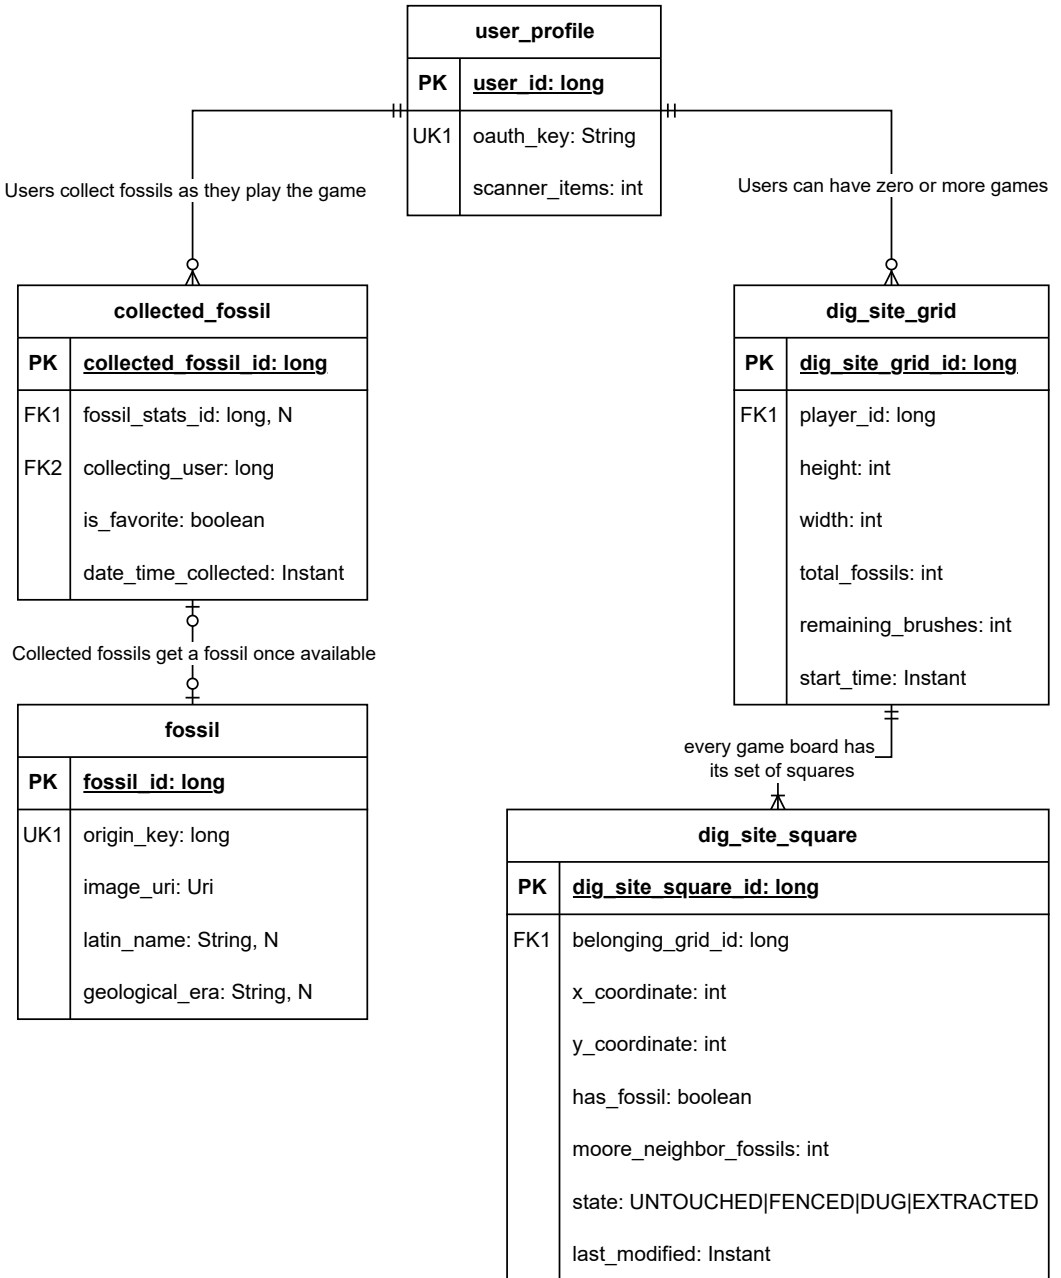 user_profile
PK user_id: long
UK1 oauth_key: String
scanner_items: int
Users collect fossils as they play the game
Users can have zero or more games
collected_fossil
PK collected_fossil_id: long
FK1 fossil_stats_id: long, N
FK2 collecting_user: long
is_favorite: boolean
date_time_collected: Instant
Collected fossils get a fossil once available
fossil
PK fossil_id: long
UK1 origin_key: long
image_uri: Uri
latin_name: String, N
geological_era: String, N
dig_site_grid
PK dig_site_grid_id: long
FK1 player_id: long
height: int
width: int
total_fossils: int
remaining_brushes: int
start_time: Instant
every game board has
its set of squares
dig_site_square
PK dig_site_square_id: long
FK1 belonging_grid_id: long
x_coordinate: int
y_coordinate: int
has_fossil: boolean
moore_neighbor_fossils: int
state: UNTOUCHED|FENCED|DUG|EXTRACTED
last_modified: Instant